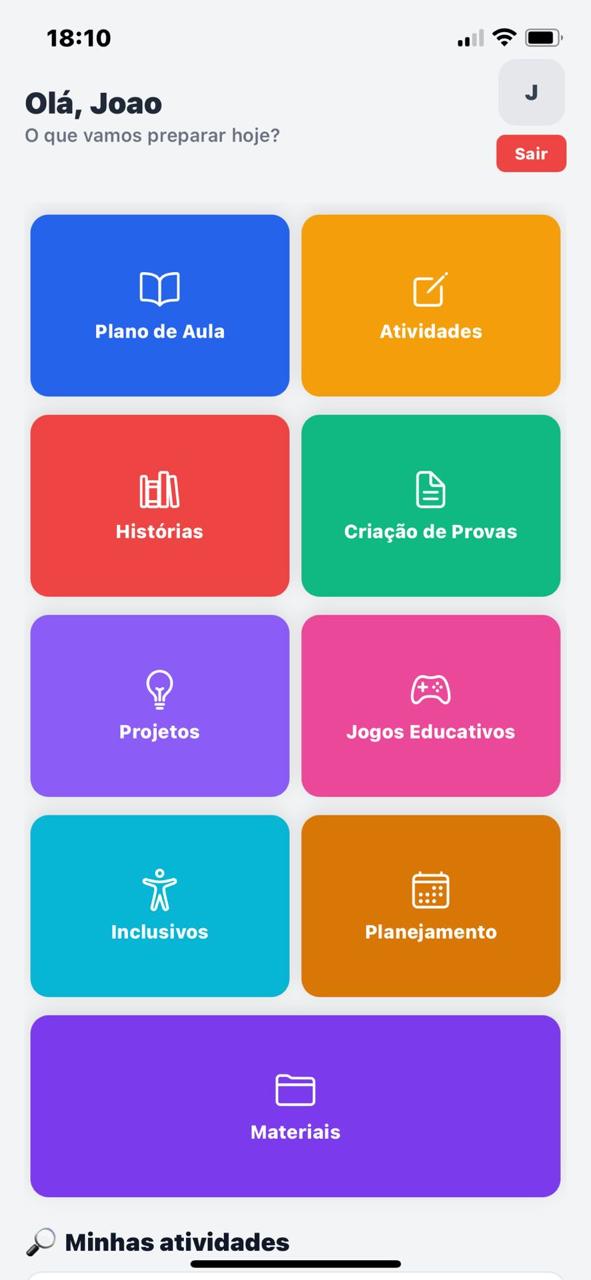 18:10
Olá, Joao
J
O que vamos preparar hoje?
Sair
Plano de Aula
Atividades
Histórias
Criação de Provas
Projetos
Jogos Educativos
Inclusivos
Planejamento
Materiais
Minhas atividades